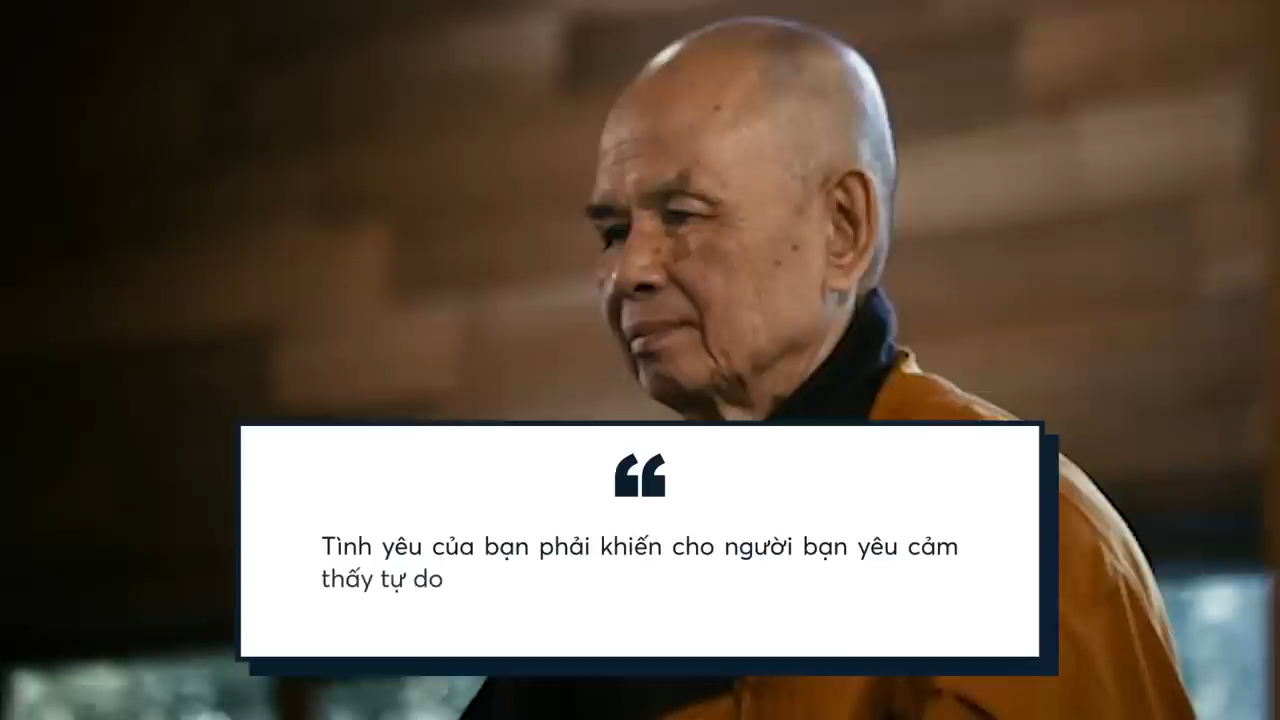 ❝
Tình yêu của bạn phải khiến cho người bạn yêu cảm
thấy tự do